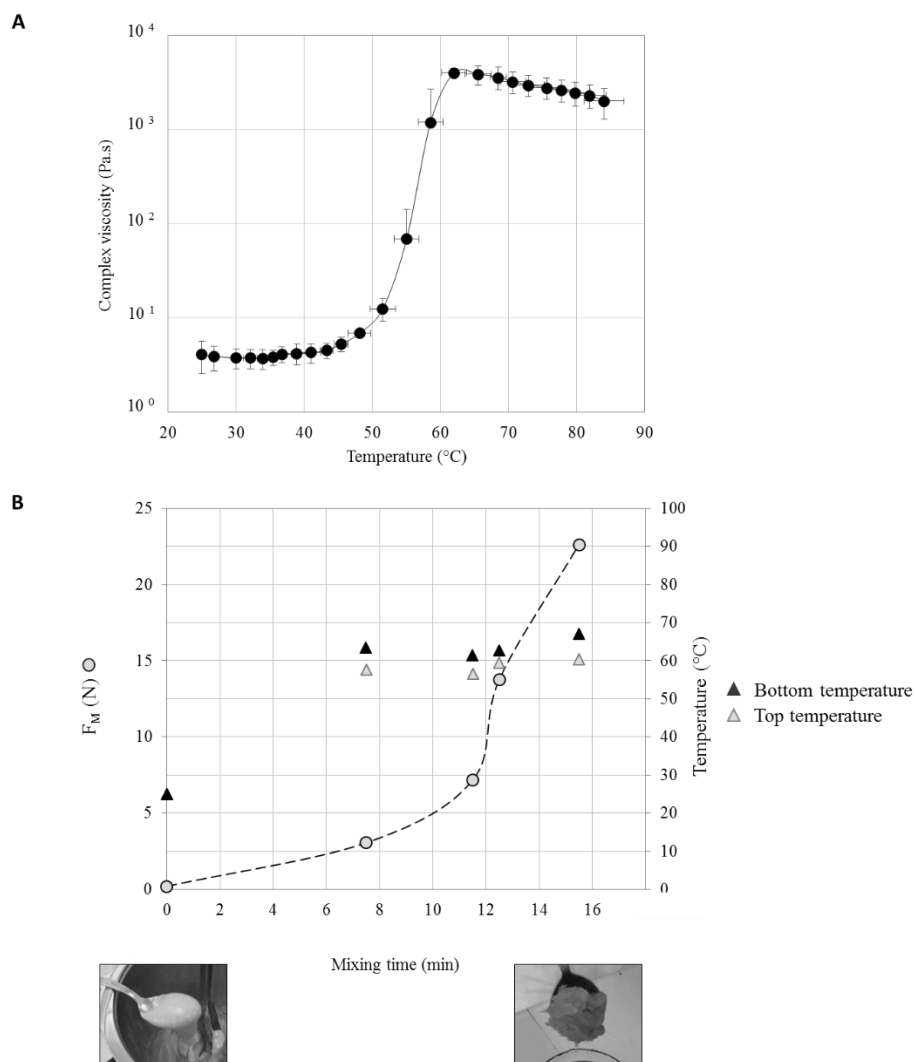 A
10 4
10 3
10 2
10 1
10 0
Complex viscosity (Pa.s)
20 30 40 50 60 70 80 90
Temperature (°C)
B
25
20
15
10
5
0
F_M (N)
100
90
80
70
60
50
40
30
20
10
0
Temperature (°C)
Bottom temperature
Top temperature
0 2 4 6 8 10 12 14 16
Mixing time (min)